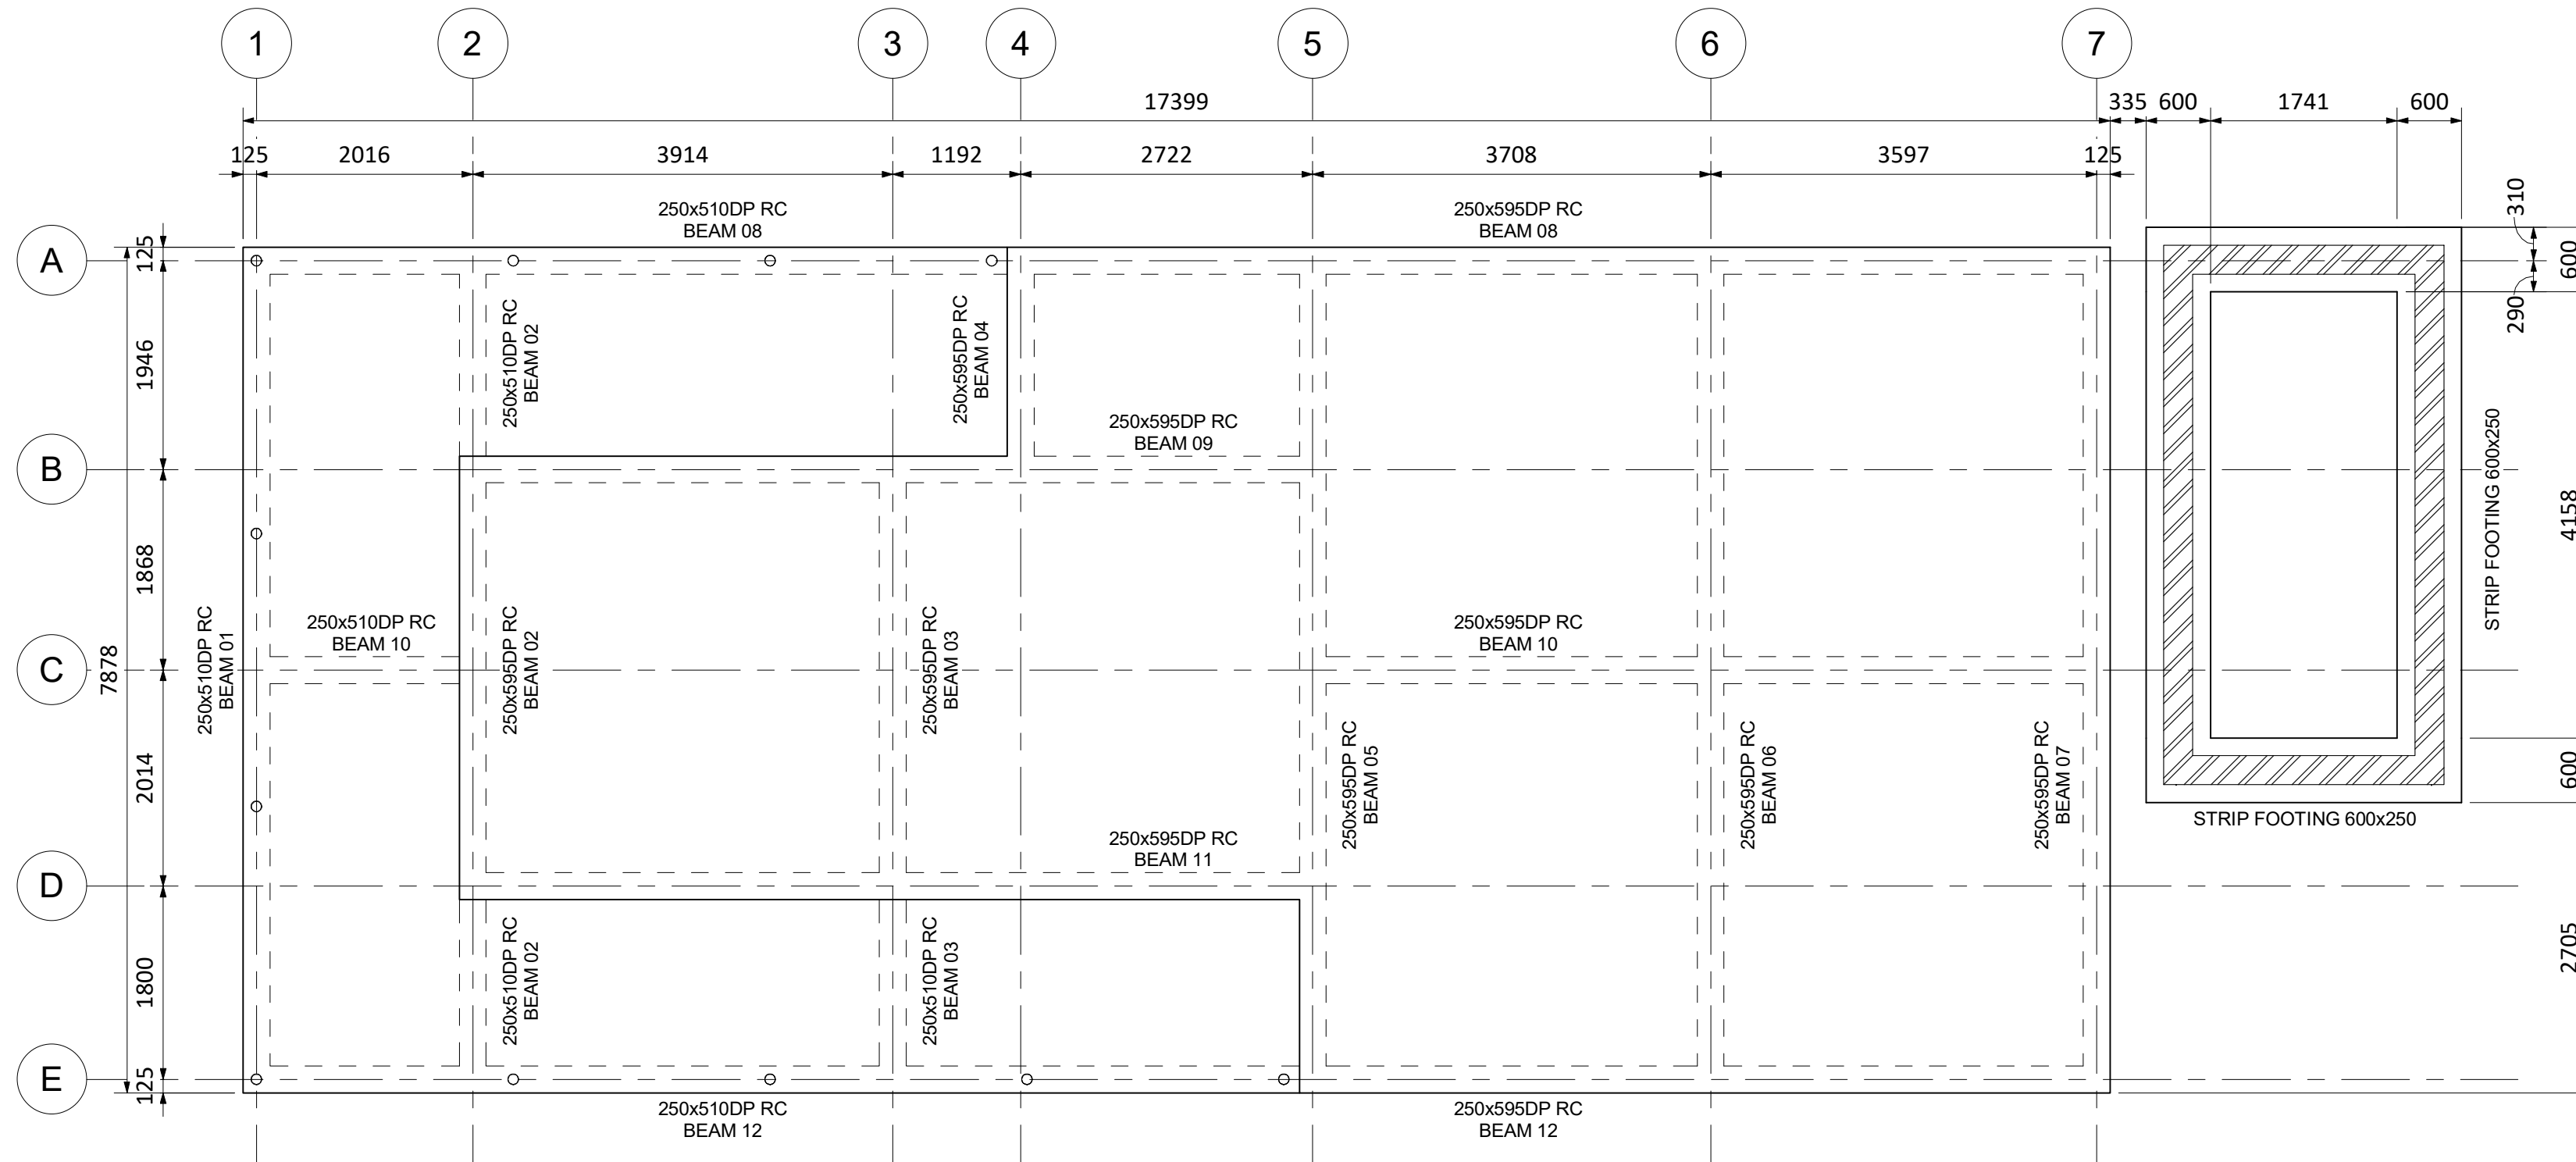 1
2
3
4
5
6
7
17399
335
600
1741
600
125
2016
3914
1192
2722
3708
3597
125
250x510DP RC
BEAM 08
250x595DP RC
BEAM 08
A
B
C
D
E
125
1946
1868
2014
1800
125
7878
250x510DP RC
BEAM 01
250x510DP RC
BEAM 02
250x595DP RC
BEAM 04
250x595DP RC
BEAM 09
250x510DP RC
BEAM 10
250x595DP RC
BEAM 02
250x595DP RC
BEAM 03
250x595DP RC
BEAM 10
250x595DP RC
BEAM 11
250x595DP RC
BEAM 05
250x595DP RC
BEAM 06
250x595DP RC
BEAM 07
250x510DP RC
BEAM 02
250x510DP RC
BEAM 03
250x510DP RC
BEAM 12
250x595DP RC
BEAM 12
310
290
600
4158
600
2705
STRIP FOOTING 600x250
STRIP FOOTING 600x250